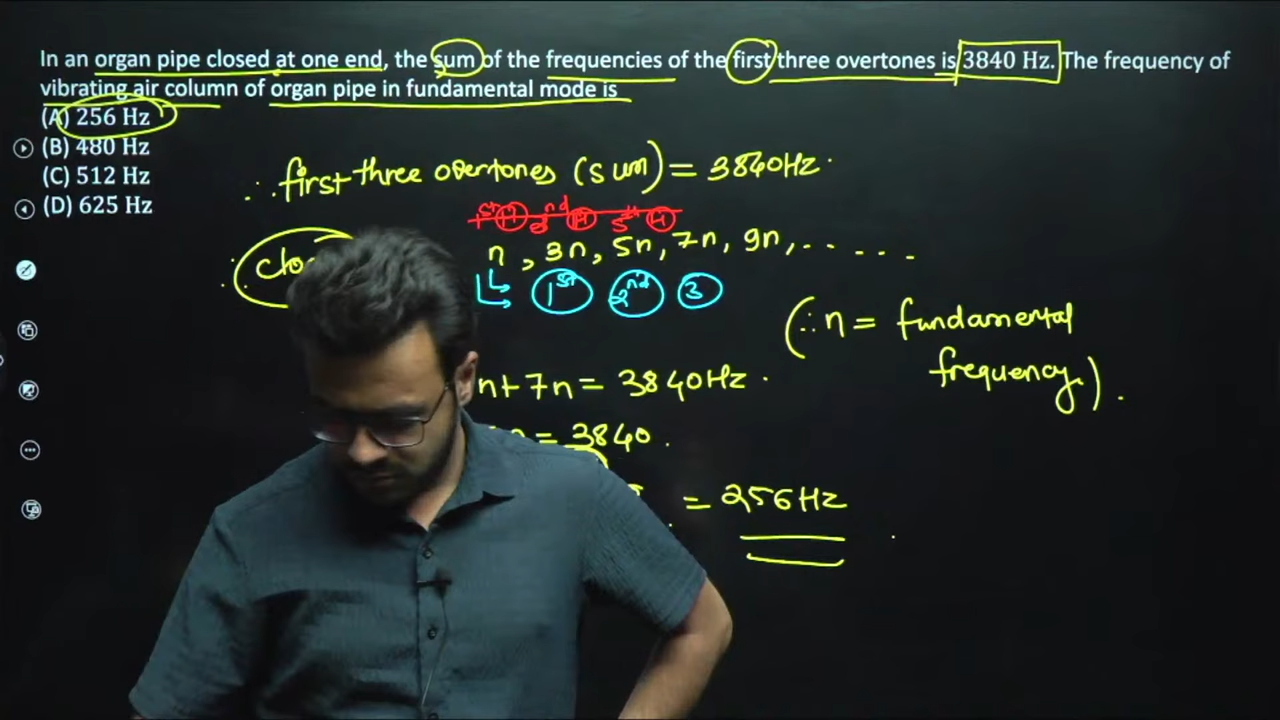 In an organ pipe closed at one end, the sum of the frequencies of the first three overtones is 3840 Hz. The frequency of
vibrating air column of organ pipe in fundamental mode is
(A) 256 Hz
(B) 480 Hz
(C) 512 Hz
(D) 625 Hz
∴ first three overtones (sum) = 3840Hz.
1st H 3rd H 5th H
n, 3n, 5n, 7n, 9n, . . . . . .
1st 2nd 3
(∴ n = fundamental
frequency).
n + 7n = 3840Hz.
= 3840.
= 256Hz